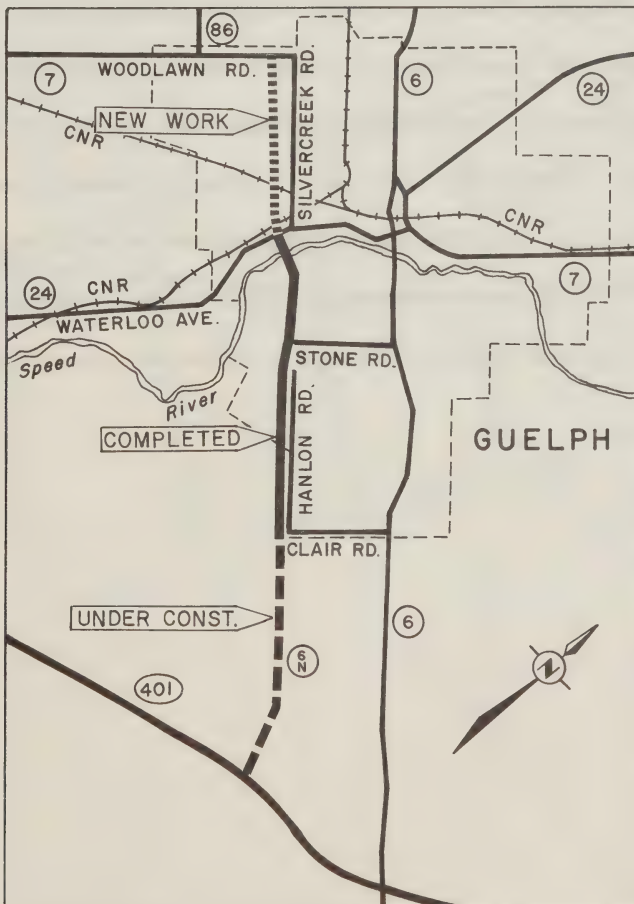 86
6
7
WOODLAWN RD.
SILVERCREEK RD.
24
NEW WORK
CNR
CNR
7
24
CNR
WATERLOO AVE.
Speed
River
STONE RD.
HANLON RD.
COMPLETED
GUELPH
CLAIR RD.
UNDER CONST.
6
N
6
401
N